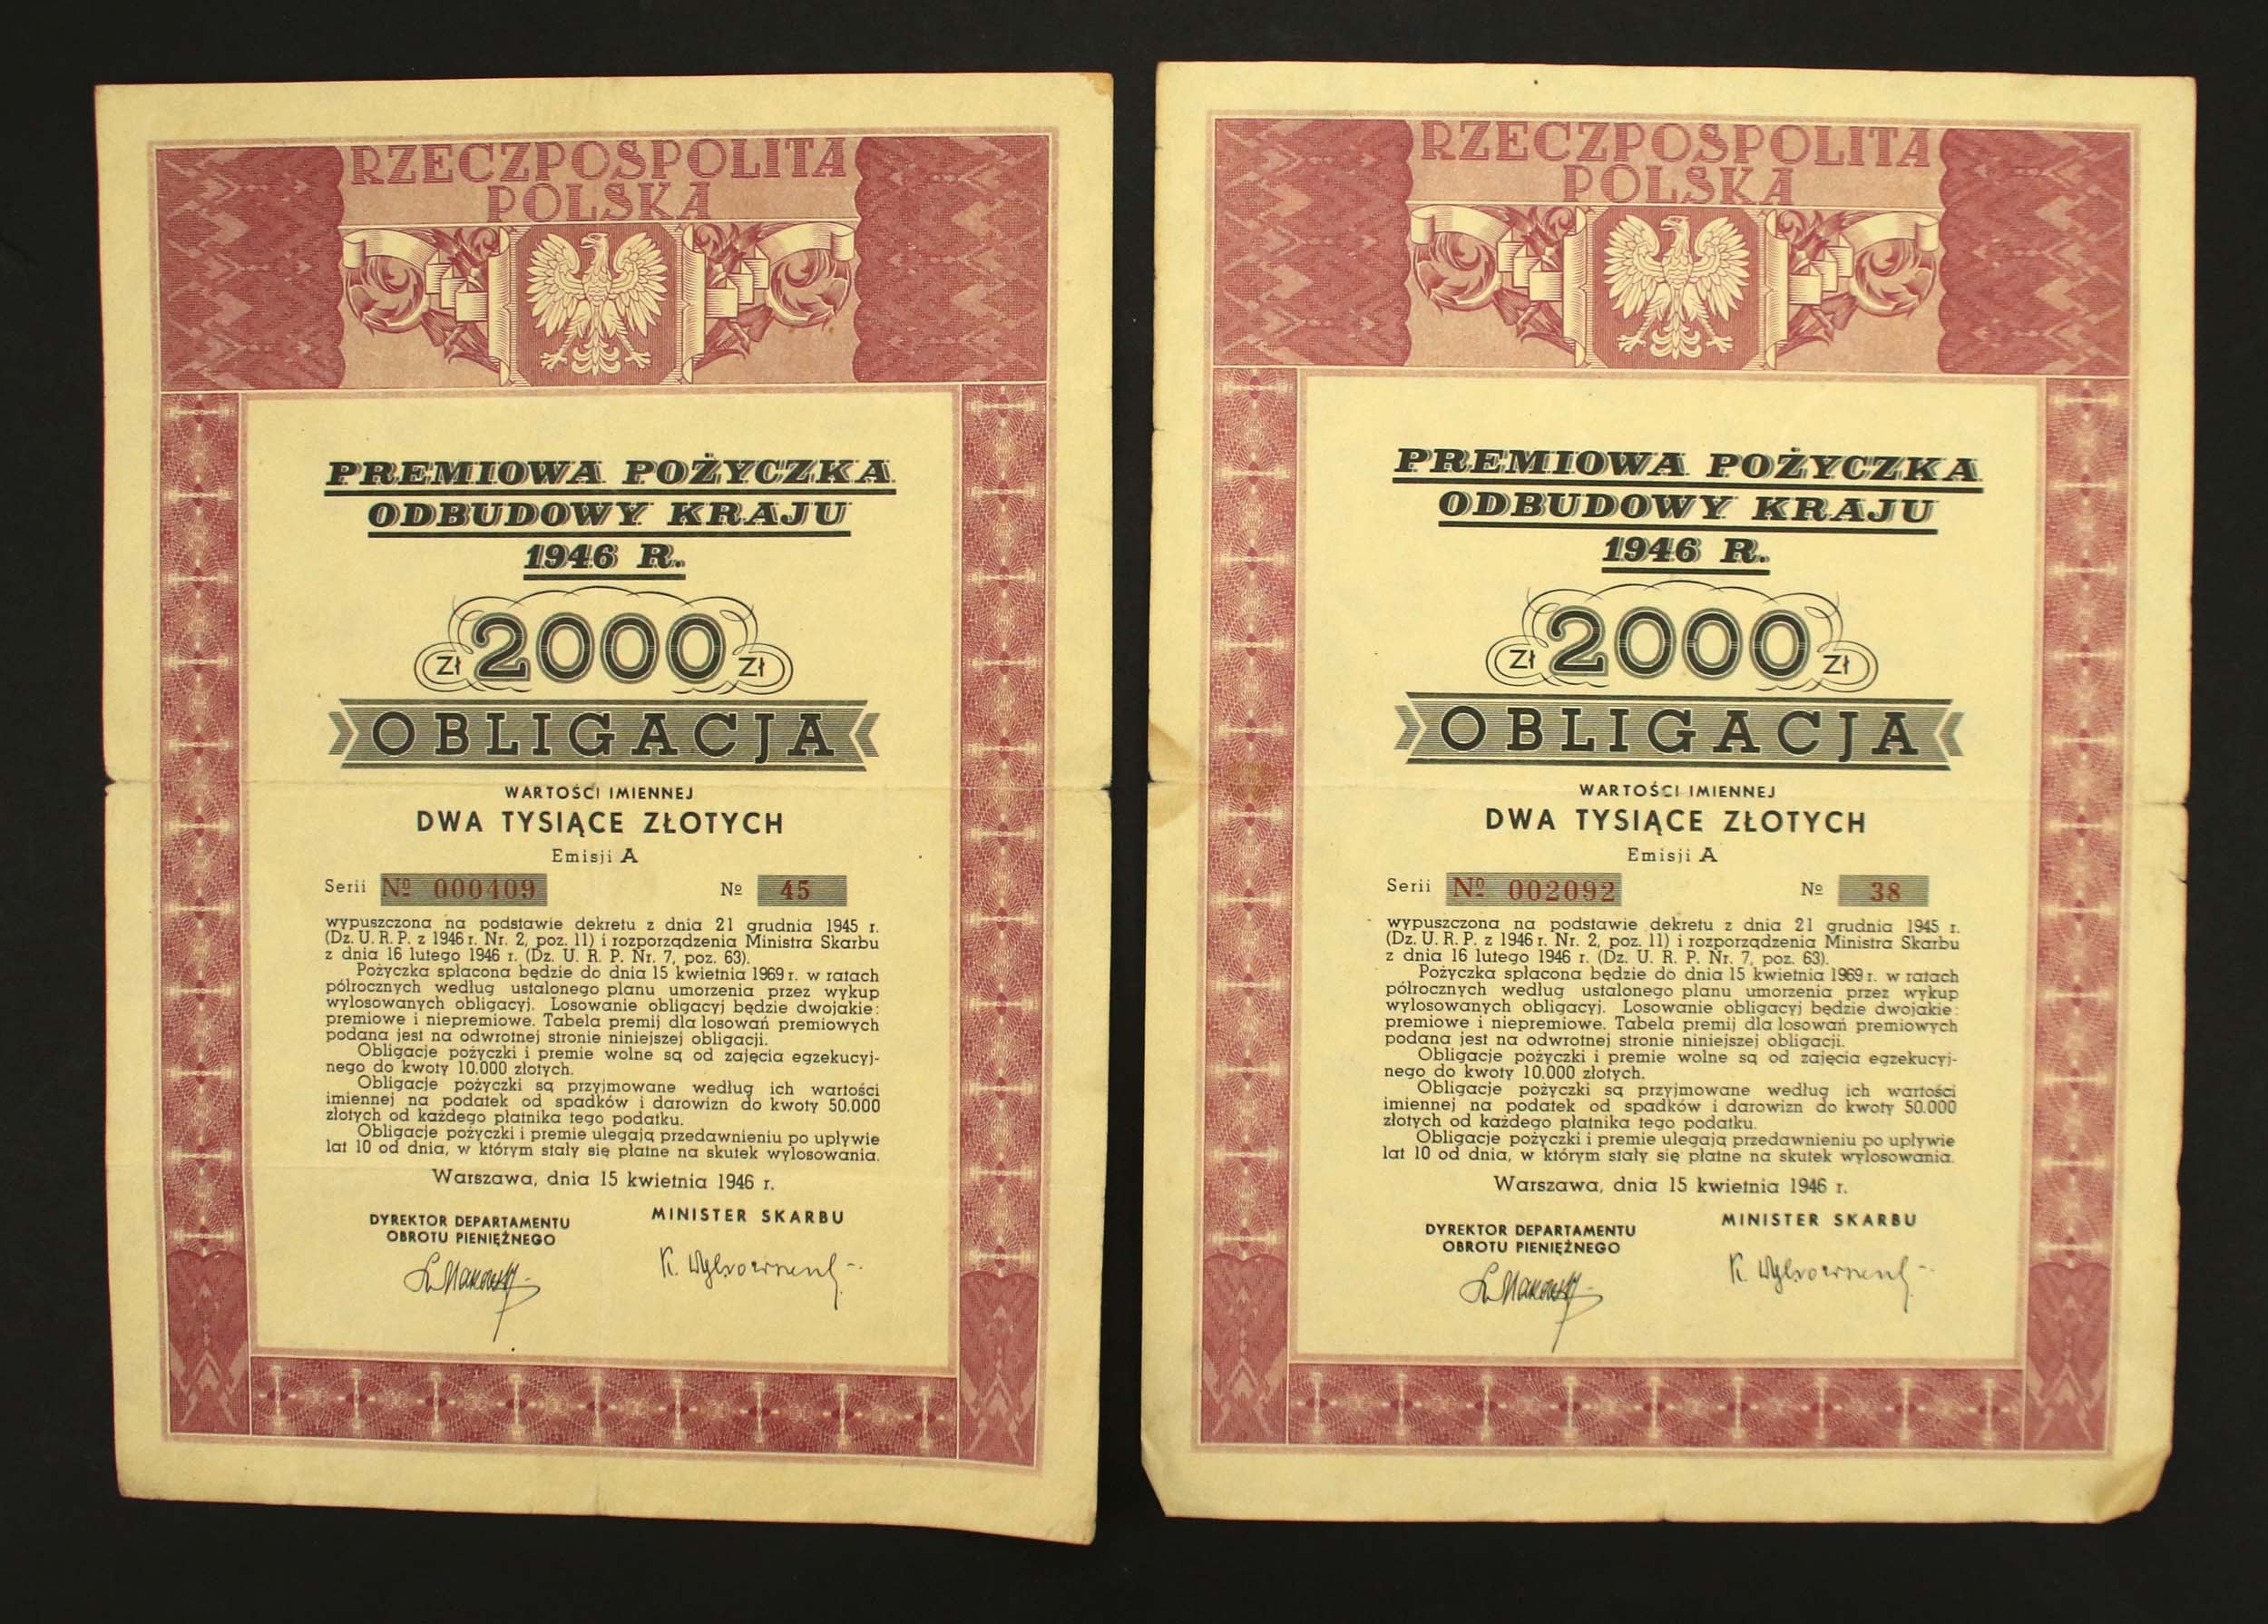 RZECZPOSPOLITA
POLSKA
PREMIOWA POŻYCZKA
ODBUDOWY KRAJU
1946 R.
zł 2000 zł
OBLIGACJA
WARTOŚCI IMIENNEJ
DWA TYSIĄCE ZŁOTYCH
Emisji A
Serii Nº 000409 Nº 45
wypuszczona na podstawie dekretu z dnia 21 grudnia 1945 r.
(Dz. U. R. P. z 1946 r. Nr. 2, poz. 11) i rozporządzenia Ministra Skarbu
z dnia 16 lutego 1946 r. (Dz. U. R. P. Nr. 7, poz. 63).
Pożyczka spłacona będzie do dnia 15 kwietnia 1969 r. w ratach
półrocznych według ustalonego planu umorzenia przez wykup
wylosowanych obligacyj. Losowanie obligacyj będzie dwojakie:
premiowe i niepremiowe. Tabela premij dla losowań premiowych
podana jest na odwrotnej stronie niniejszej obligacji.
Obligacje pożyczki i premie wolne są od zajęcia egzekucyj-
nego do kwoty 10.000 złotych.
Obligacje pożyczki są przyjmowane według ich wartości
imiennej na podatek od spadków i darowizn do kwoty 50.000
złotych od każdego płatnika tego podatku.
Obligacje pożyczki i premie ulegają przedawnieniu po upływie
lat 10 od dnia, w którym stały się płatne na skutek wylosowania.
Warszawa, dnia 15 kwietnia 1946 r.
DYREKTOR DEPARTAMENTU
OBROTU PIENIĘŻNEGO
MINISTER SKARBU
RZECZPOSPOLITA
POLSKA
PREMIOWA POŻYCZKA
ODBUDOWY KRAJU
1946 R.
zł 2000 zł
OBLIGACJA
WARTOŚCI IMIENNEJ
DWA TYSIĄCE ZŁOTYCH
Emisji A
Serii Nº 002092 Nº 38
wypuszczona na podstawie dekretu z dnia 21 grudnia 1945 r.
(Dz. U. R. P. z 1946 r. Nr. 2, poz. 11) i rozporządzenia Ministra Skarbu
z dnia 16 lutego 1946 r. (Dz. U. R. P. Nr. 7, poz. 63).
Pożyczka spłacona będzie do dnia 15 kwietnia 1969 r. w ratach
półrocznych według ustalonego planu umorzenia przez wykup
wylosowanych obligacyj. Losowanie obligacyj będzie dwojakie:
premiowe i niepremiowe. Tabela premij dla losowań premiowych
podana jest na odwrotnej stronie niniejszej obligacji.
Obligacje pożyczki i premie wolne są od zajęcia egzekucyj-
nego do kwoty 10.000 złotych.
Obligacje pożyczki są przyjmowane według ich wartości
imiennej na podatek od spadków i darowizn do kwoty 50.000
złotych od każdego płatnika tego podatku.
Obligacje pożyczki i premie ulegają przedawnieniu po upływie
lat 10 od dnia, w którym stały się płatne na skutek wylosowania.
Warszawa, dnia 15 kwietnia 1946 r.
DYREKTOR DEPARTAMENTU
OBROTU PIENIĘŻNEGO
MINISTER SKARBU